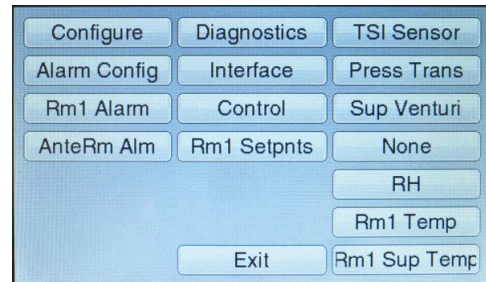 Configure
Diagnostics
TSI Sensor
Alarm Config
Interface
Press Trans
Rm1 Alarm
Control
Sup Venturi
AnteRm Alm
Rm1 Setpnts
None
RH
Rm1 Temp
Exit
Rm1 Sup Temp